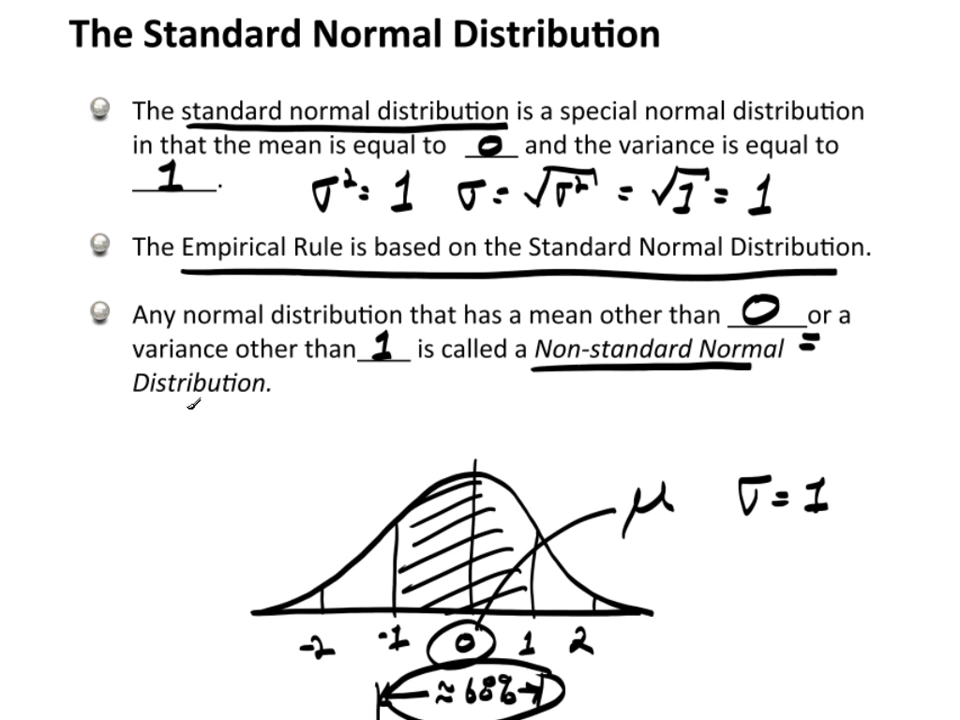 The Standard Normal Distribution
The standard normal distribution is a special normal distribution
in that the mean is equal to 0 and the variance is equal to
1.
σ² = 1 σ = √σ² = √1 = 1
The Empirical Rule is based on the Standard Normal Distribution.
Any normal distribution that has a mean other than 0 or a
variance other than 1 is called a Non-standard Normal
Distribution.
μ σ = 1
-2 -1 0 1 2
≈ 68%